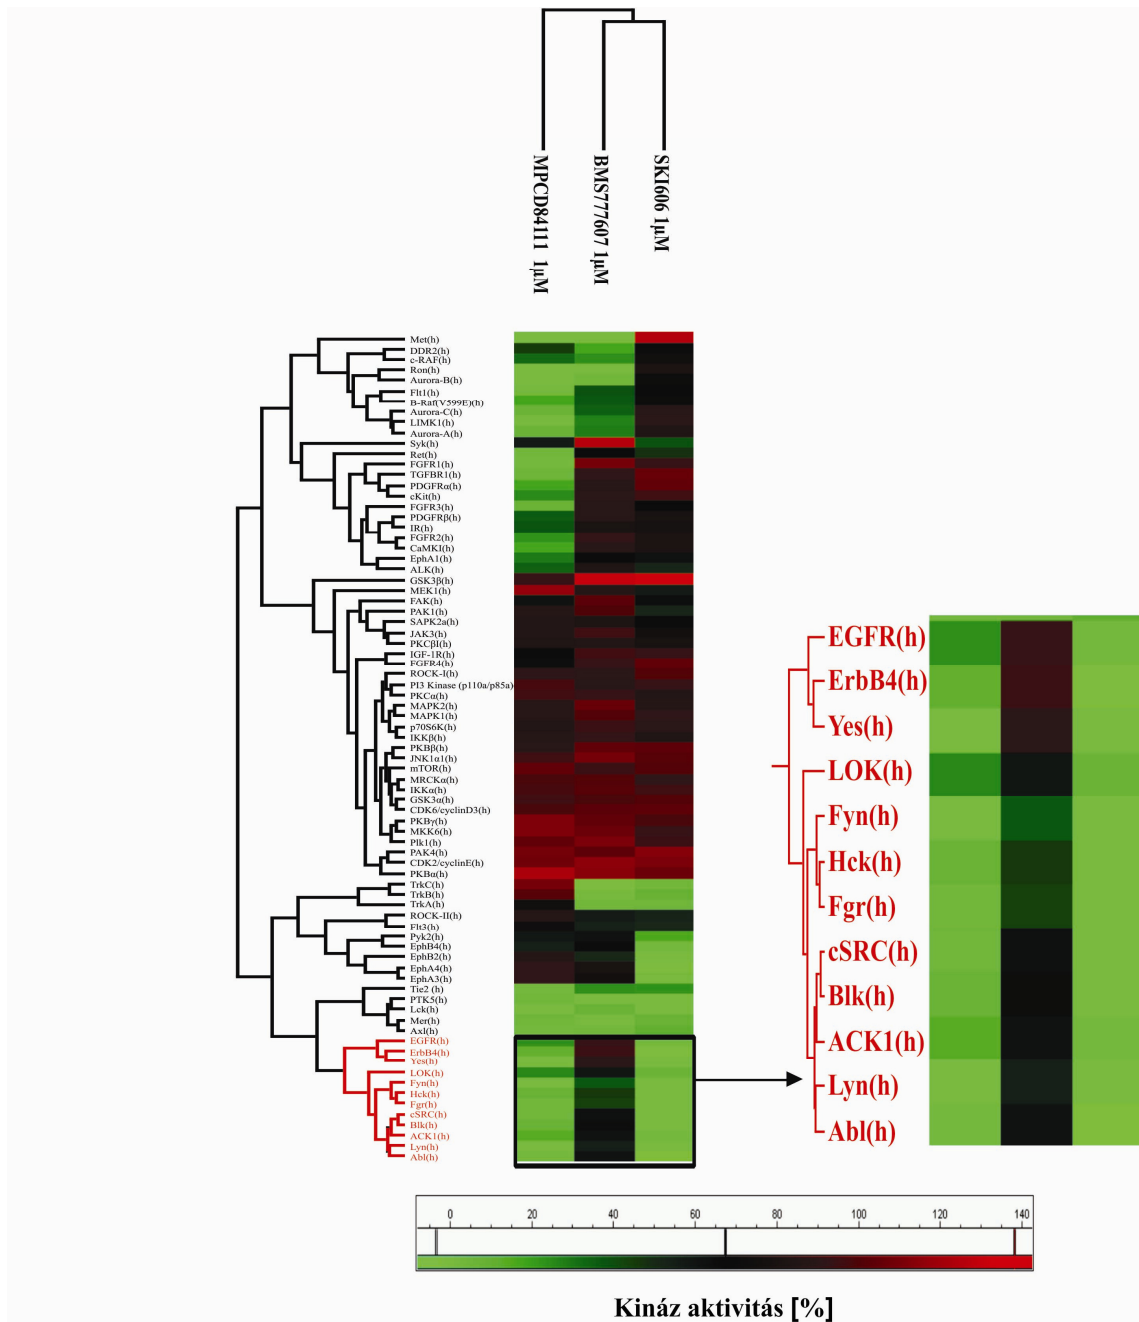 MPCD84111 1µM
BMS777607 1µM
SKI606 1µM
Met(h)
DDR2(h)
c-RAF(h)
Ron(h)
Aurora-B(h)
Flt1(h)
B-Raf(V599E)(h)
Aurora-C(h)
LIMK1(h)
Aurora-A(h)
Syk(h)
Ret(h)
FGFR1(h)
TGFBR1(h)
PDGFRα(h)
cKit(h)
FGFR3(h)
PDGFRβ(h)
IR(h)
FGFR2(h)
CaMKI(h)
EphA1(h)
ALK(h)
GSK3β(h)
MEK1(h)
FAK(h)
PAK1(h)
SAPK2a(h)
JAK3(h)
PKCβI(h)
IGF-1R(h)
FGFR4(h)
ROCK-I(h)
PI3 Kinase (p110a/p85a)
PKCα(h)
MAPK2(h)
MAPK1(h)
p70S6K(h)
IKKβ(h)
PKBβ(h)
JNK1α1(h)
mTOR(h)
MRCKα(h)
IKKα(h)
GSK3α(h)
CDK6/cyclinD3(h)
PKBγ(h)
MKK6(h)
Plk1(h)
PAK4(h)
CDK2/cyclinE(h)
PKBα(h)
TrkC(h)
TrkB(h)
TrkA(h)
ROCK-II(h)
Flt3(h)
Pyk2(h)
EphB4(h)
EphB2(h)
EphA4(h)
EphA3(h)
Tie2 (h)
PTK5(h)
Lck(h)
Mer(h)
Axl(h)
EGFR(h)
ErbB4(h)
Yes(h)
LOK(h)
Fyn(h)
Hck(h)
Fgr(h)
cSRC(h)
Blk(h)
ACK1(h)
Lyn(h)
Abl(h)
EGFR(h)
ErbB4(h)
Yes(h)
LOK(h)
Fyn(h)
Hck(h)
Fgr(h)
cSRC(h)
Blk(h)
ACK1(h)
Lyn(h)
Abl(h)
0 20 40 60 80 100 120 140
Kináz aktivitás [%]